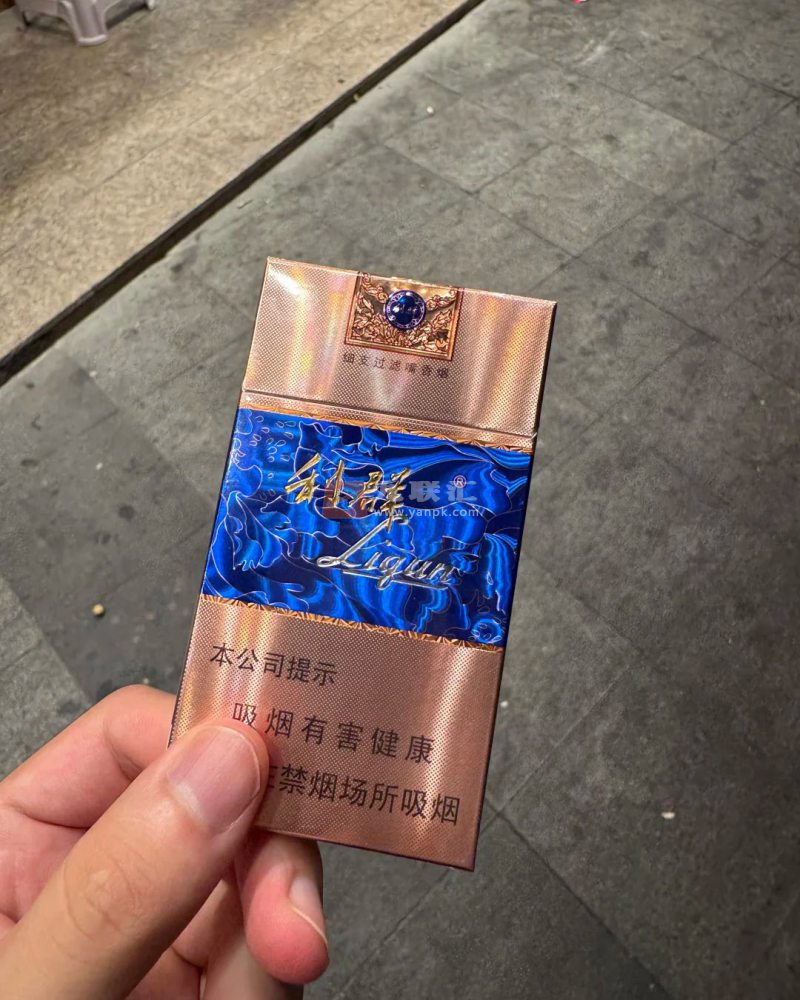 细支过滤嘴香烟
利群®
Liqun
联汇
www.yanpk.com/
本公司提示
吸烟有害健康
禁烟场所吸烟